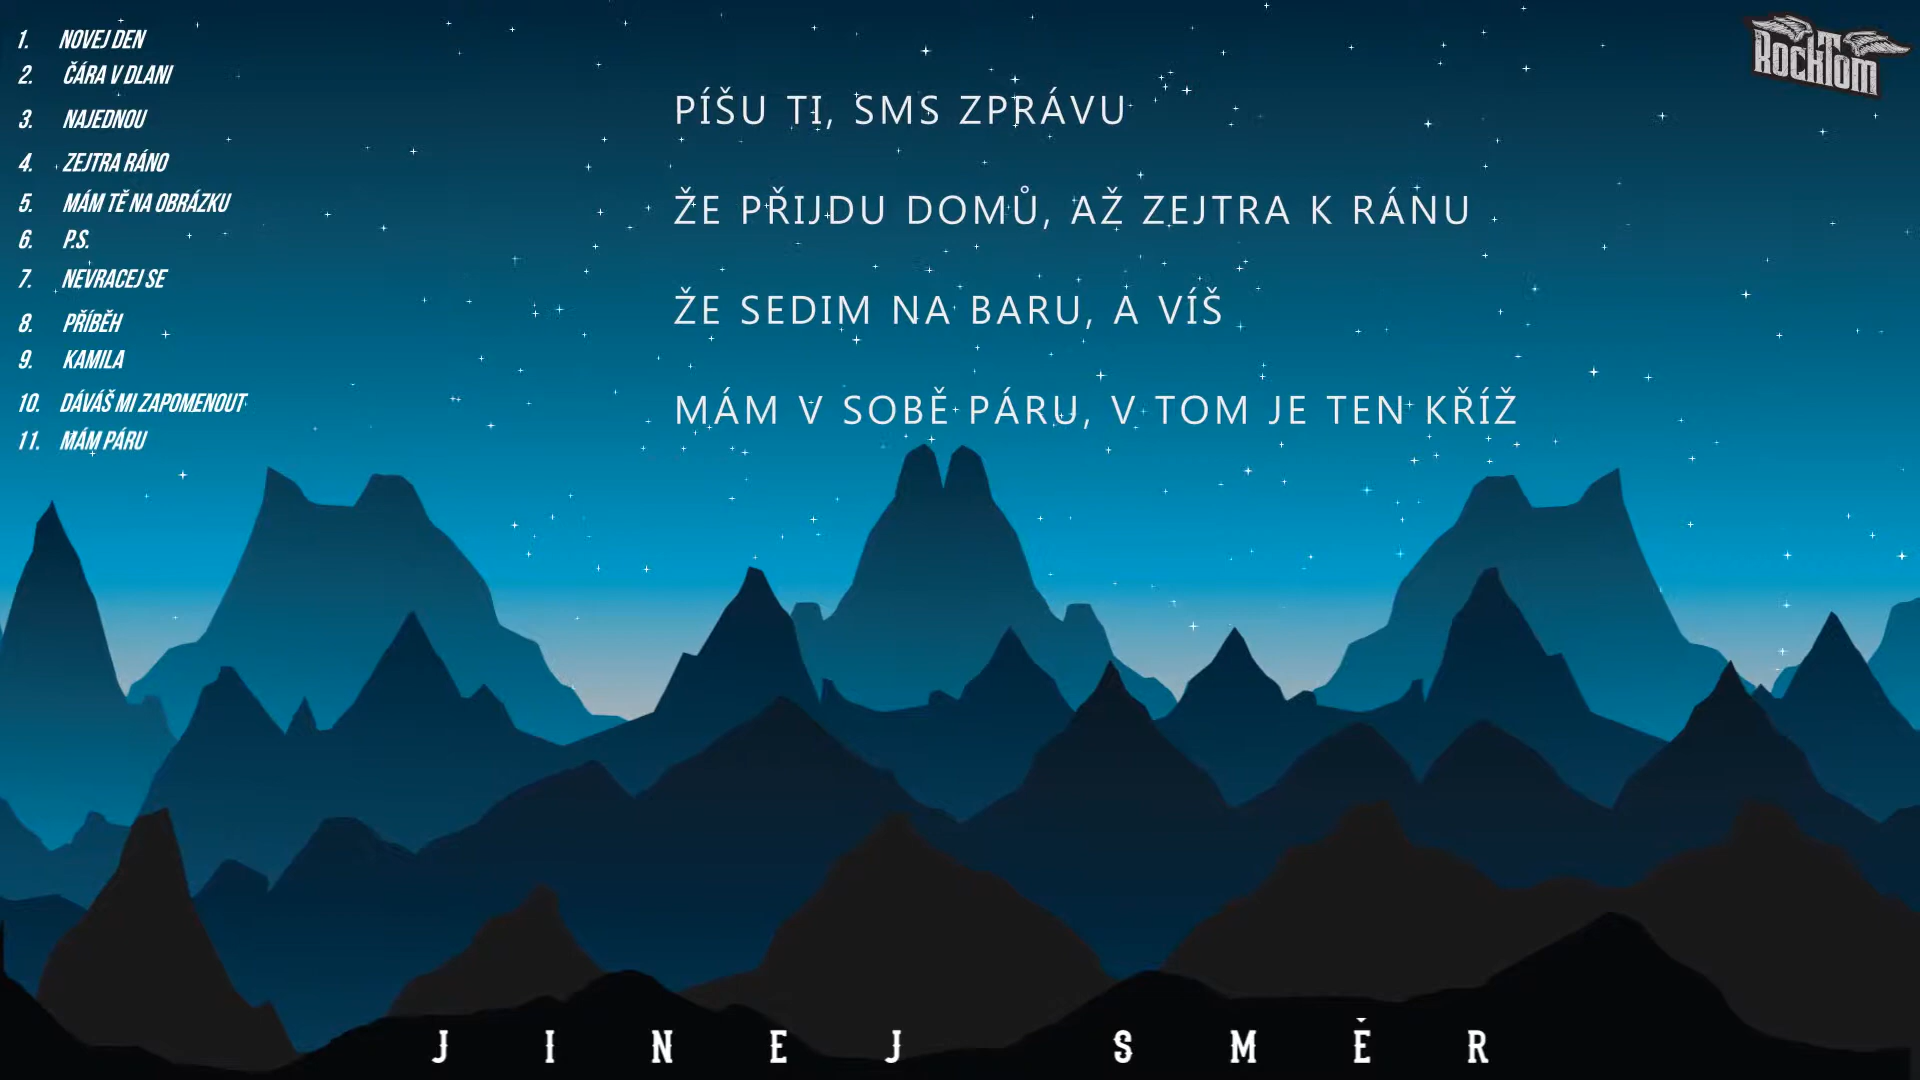 1. NOVEJ DEN
2. ČÁRA V DLANI
3. NAJEDNOU
4. ZEJTRA RÁNO
5. MÁM TĚ NA OBRÁZKU
6. P.S.
7. NEVRACEJ SE
8. PŘÍBĚH
9. KAMILA
10. DÁVÁŠ MI ZAPOMENOUT
11. MÁM PÁRU
PÍŠU TI, SMS ZPRÁVU
ŽE PŘIJDU DOMŮ, AŽ ZEJTRA K RÁNU
ŽE SEDIM NA BARU, A VÍŠ
MÁM V SOBĚ PÁRU, V TOM JE TEN KŘÍŽ
RockTom
JINEJ SMĚR